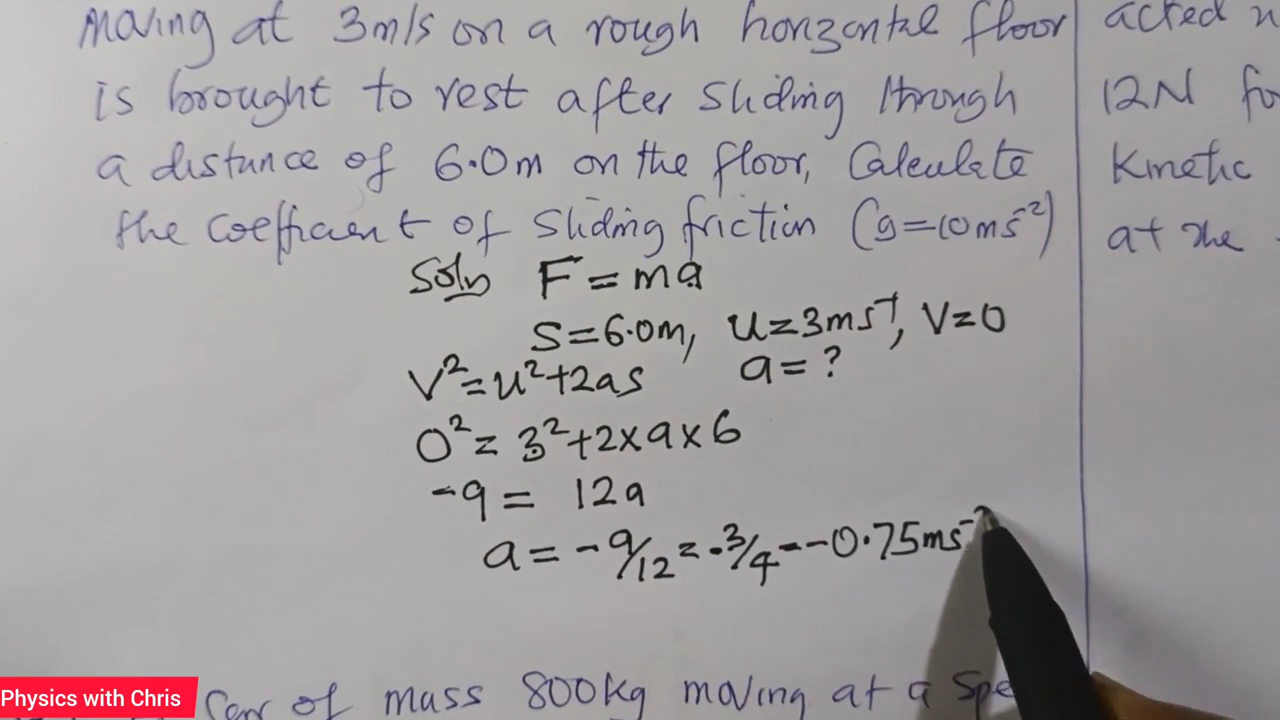 Moving at 3m/s on a rough horizontal floor
is brought to rest after sliding through
a distance of 6.0m on the floor, Calculate
the coefficient of sliding friction (g=10ms⁻²)
acted
12N for
Kinetic
at the
Soln F = ma
S=6.0m, u=3ms⁻¹, V=0
V²=u²+2as a=?
0²= 3²+2×a×6
-9 = 12a
a = -9/12 = -3/4 = -0.75ms⁻²
Car of mass 800kg moving at a Spe
Physics with Chris